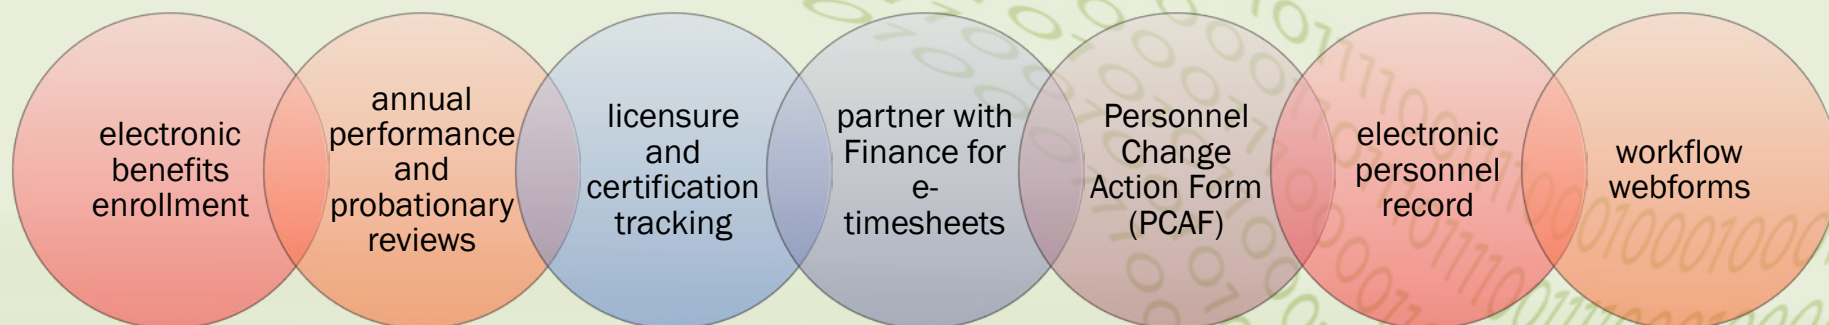 electronic
benefits
enrollment
annual
performance
and
probationary
reviews
licensure
and
certification
tracking
partner with
Finance for
e-
timesheets
Personnel
Change
Action Form
(PCAF)
electronic
personnel
record
workflow
webforms